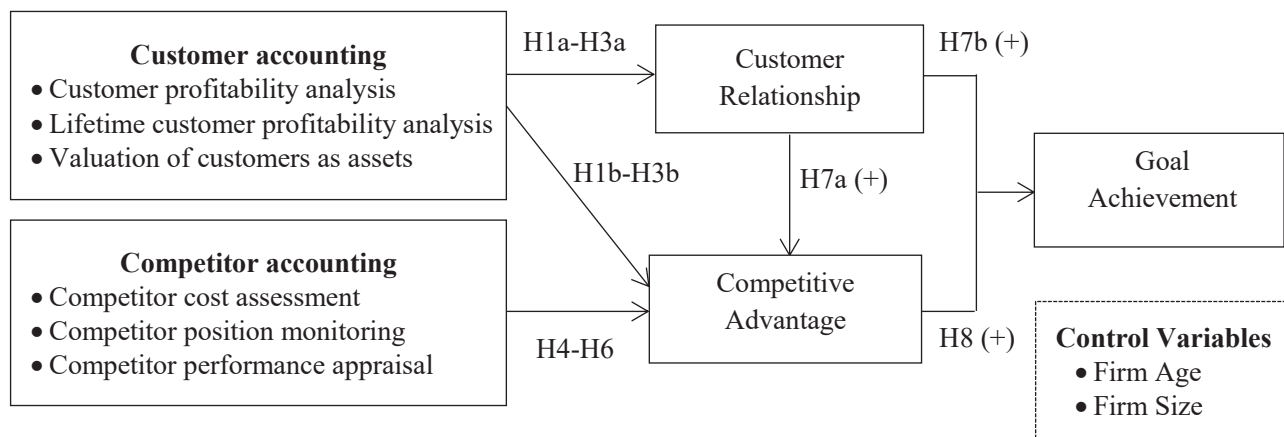 Customer accounting
• Customer profitability analysis
• Lifetime customer profitability analysis
• Valuation of customers as assets
H1a-H3a
Customer
Relationship
H7b (+)
H1b-H3b
H7a (+)
Goal
Achievement
Competitor accounting
• Competitor cost assessment
• Competitor position monitoring
• Competitor performance appraisal
H4-H6
Competitive
Advantage
H8 (+)
Control Variables
• Firm Age
• Firm Size